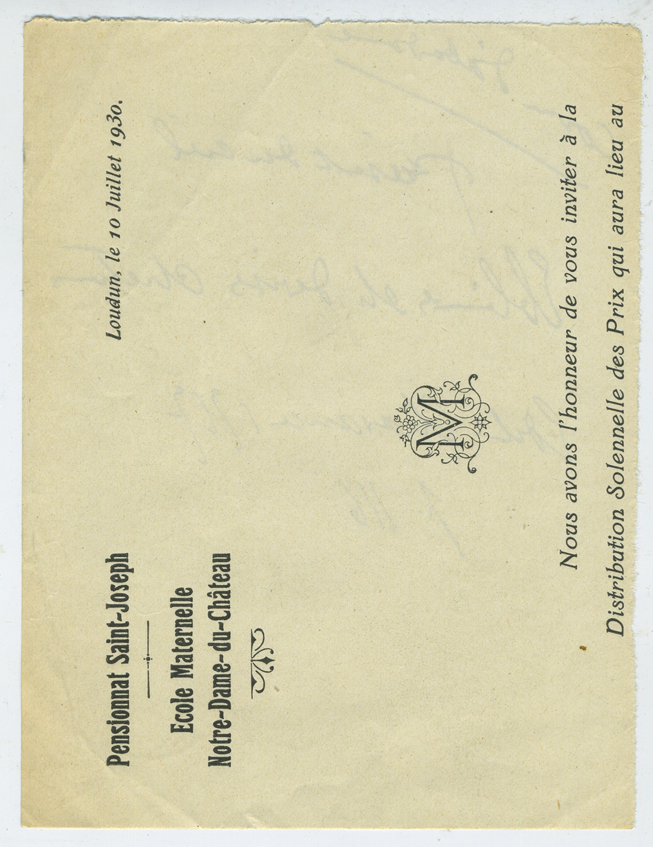 Pensionnat Saint-Joseph
Ecole Maternelle
Notre-Dame-du-Château
Loudun, le 10 Juillet 1930.
M
Nous avons l'honneur de vous inviter à la
Distribution Solennelle des Prix qui aura lieu au